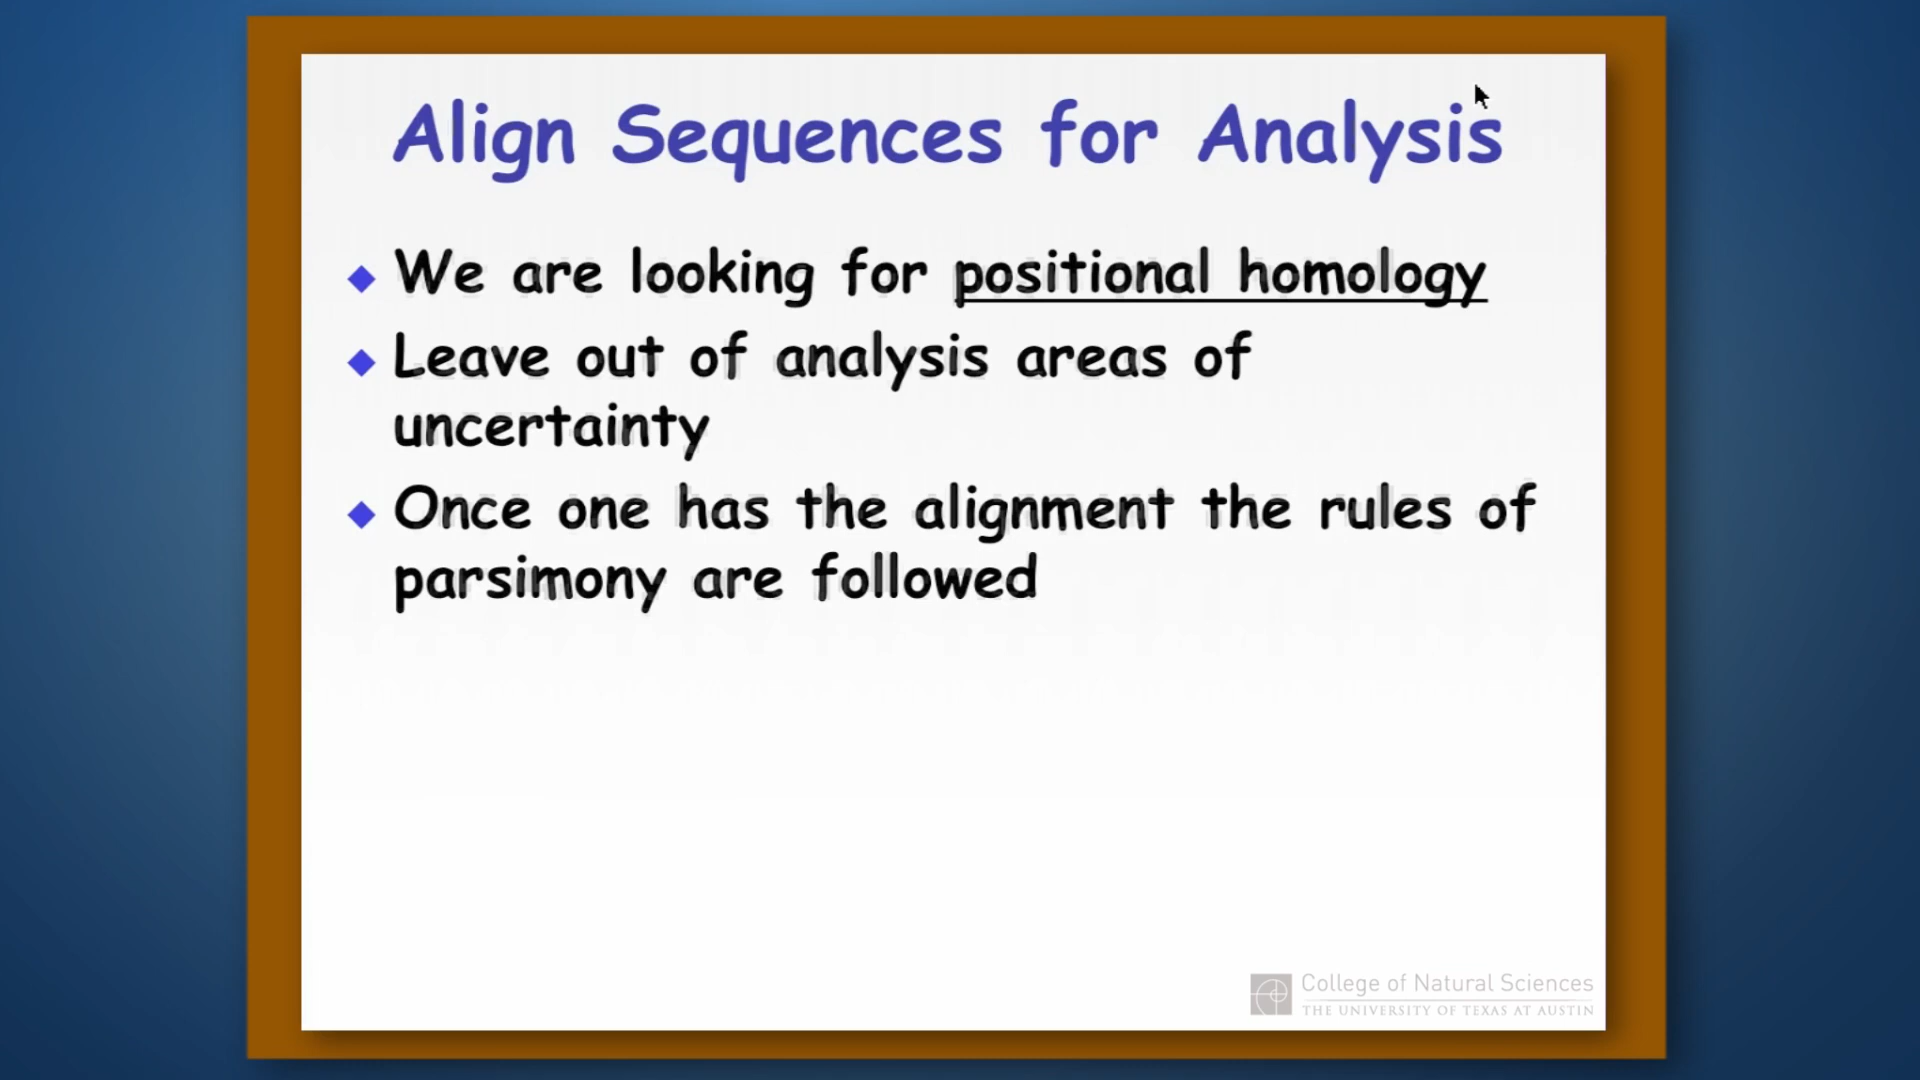 Align Sequences for Analysis
We are looking for positional homology
Leave out of analysis areas of
uncertainty
Once one has the alignment the rules of
parsimony are followed
College of Natural Sciences
THE UNIVERSITY OF TEXAS AT AUSTIN